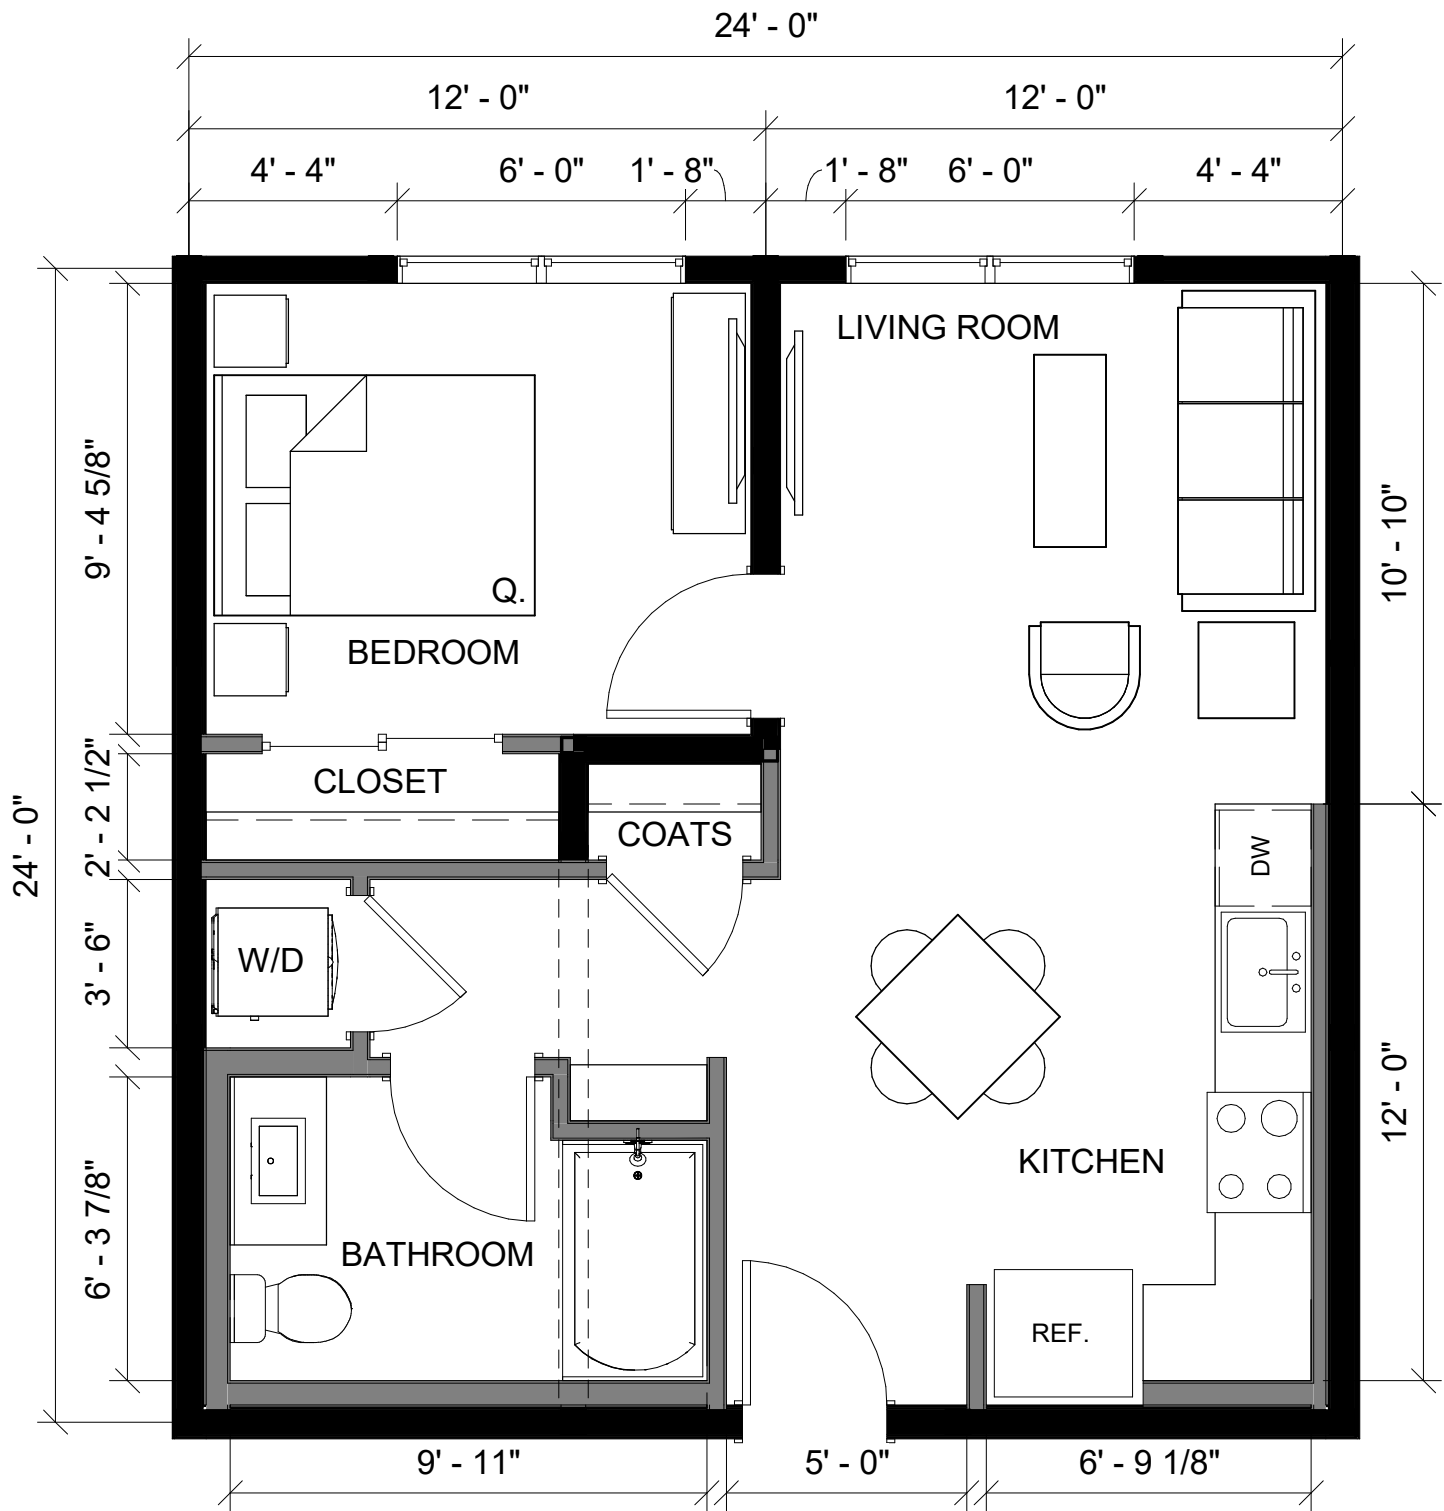 24' - 0"
12' - 0" 12' - 0"
4' - 4" 6' - 0" 1' - 8" 1' - 8" 6' - 0" 4' - 4"
LIVING ROOM
9' - 4 5/8"
10' - 10"
Q.
BEDROOM
2' - 2 1/2"
CLOSET
COATS
24' - 0"
DW
3' - 6"
W/D
12' - 0"
KITCHEN
6' - 3 7/8"
BATHROOM
REF.
9' - 11" 5' - 0" 6' - 9 1/8"